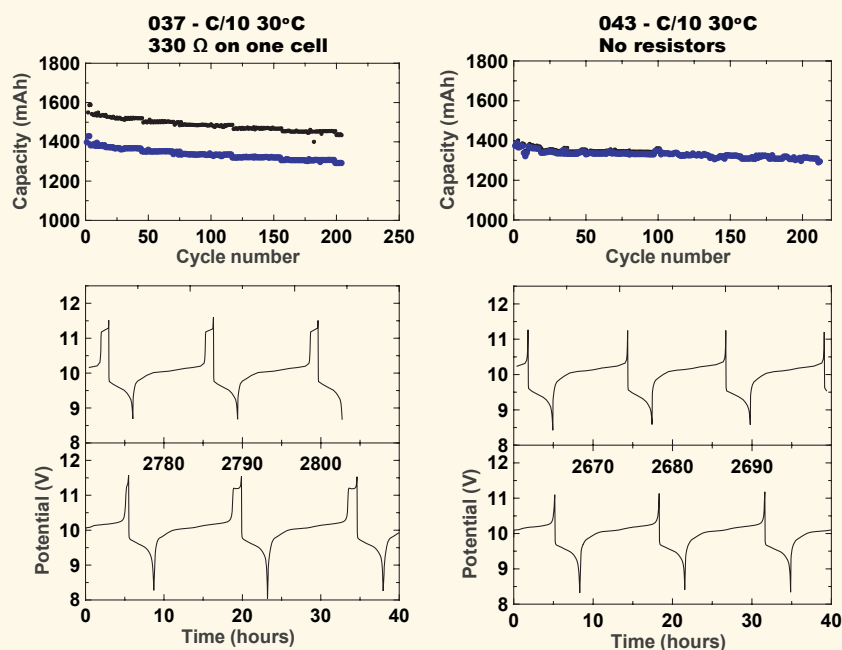 037 - C/10 30°C
330 Ω on one cell
Capacity (mAh)
1800
1600
1400
1200
1000
0 50 100 150 200 250
Cycle number
12
11
10
9
8
2780 2790 2800
12
11
10
9
8
Potential (V)
0 10 20 30 40
Time (hours)
043 - C/10 30°C
No resistors
Capacity (mAh)
1800
1600
1400
1200
1000
0 50 100 150 200
Cycle number
12
11
10
9
8
2670 2680 2690
12
11
10
9
8
Potential (V)
0 10 20 30 40
Time (hours)